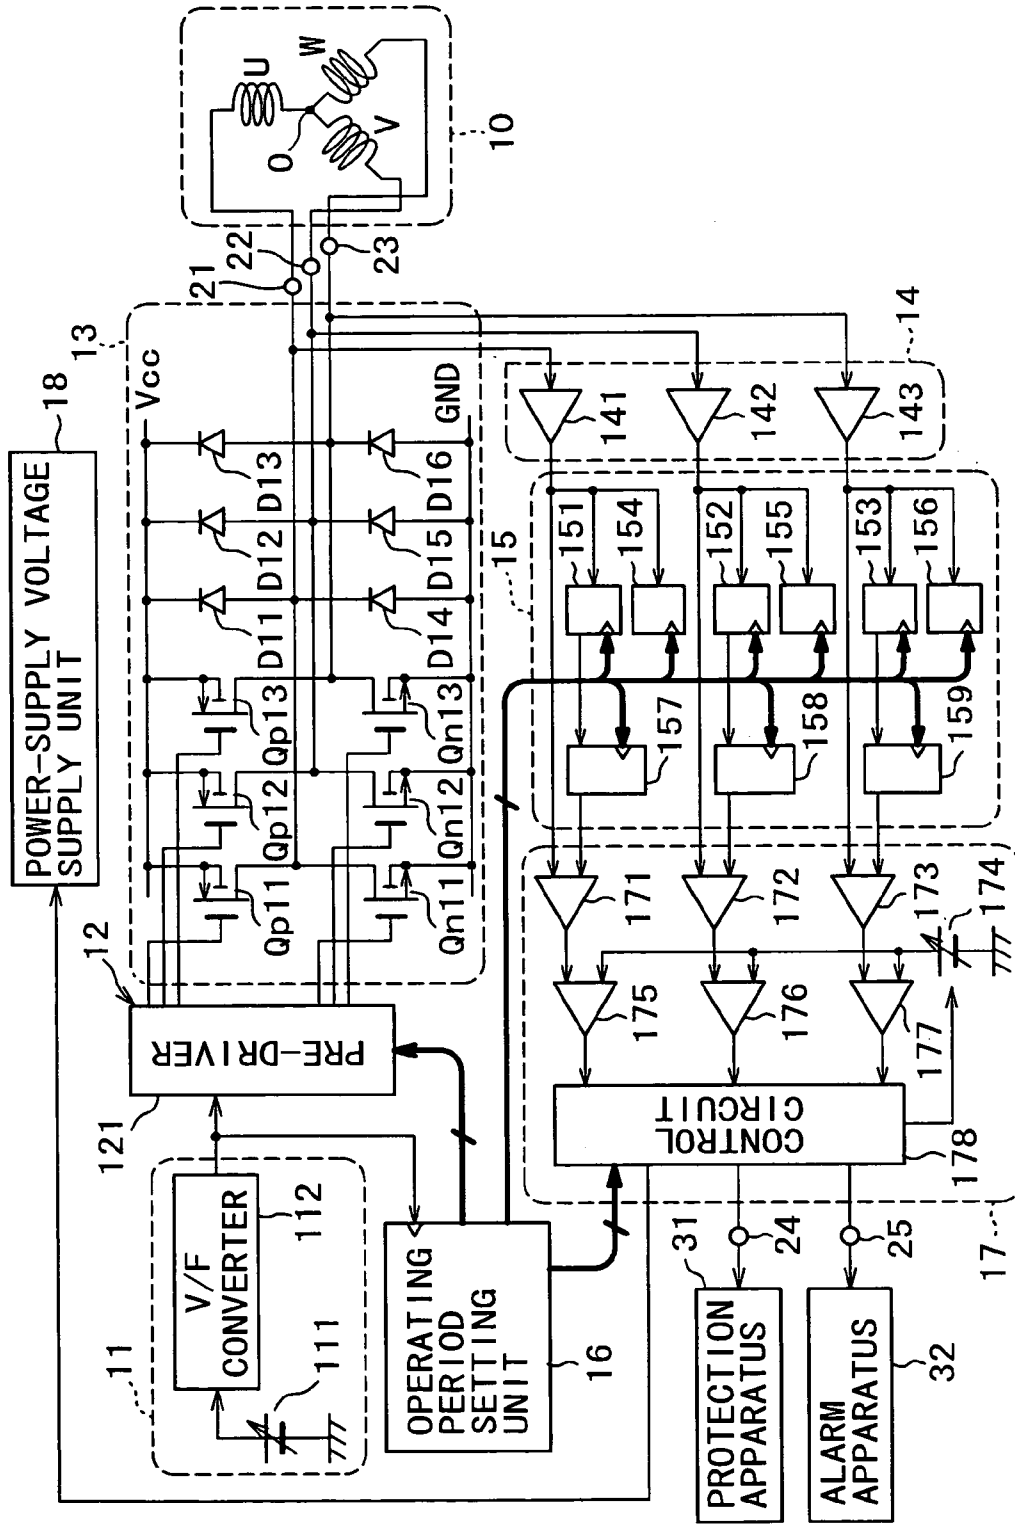 POWER-SUPPLY VOLTAGE
SUPPLY UNIT
18
13
Vcc
GND
21
22
23
10
U
W
V
O
D11
D12
D13
D14
D15
D16
Qp11
Qp12
Qp13
Qn11
Qn12
Qn13
12
PRE-DRIVER
121
11
V/F
CONVERTER
112
111
OPERATING
PERIOD
SETTING
UNIT
16
14
141
142
143
15
151
154
152
155
153
156
157
158
159
171
172
173
174
175
176
177
CONTROL
CIRCUIT
178
17
24
25
31
PROTECTION
APPARATUS
ALARM
APPARATUS
32